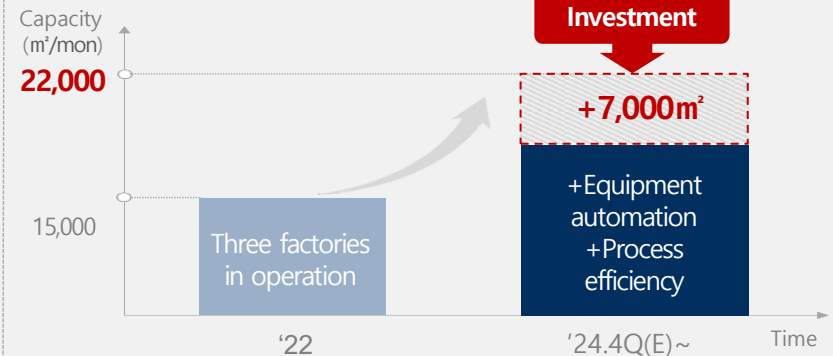 Capacity
(㎡/mon)
22,000
15,000
Three factories
in operation
Investment
+7,000㎡
+Equipment
automation
+Process
efficiency
‘22
’24.4Q(E)~
Time